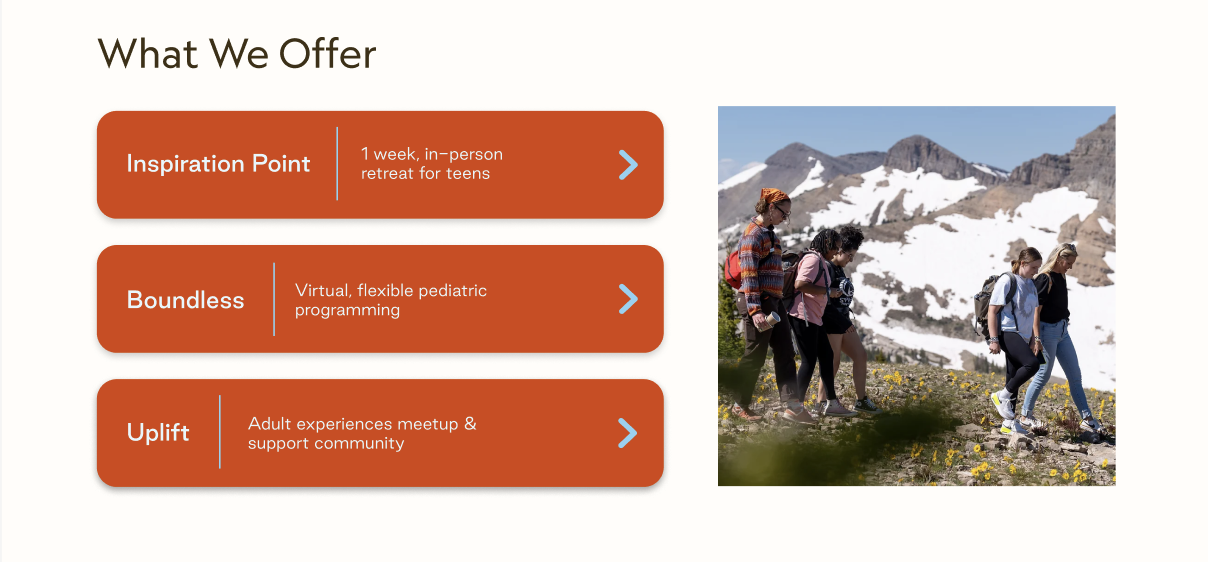 What We Offer
Inspiration Point
1 week, in-person
retreat for teens
Boundless
Virtual, flexible pediatric
programming
Uplift
Adult experiences meetup &
support community